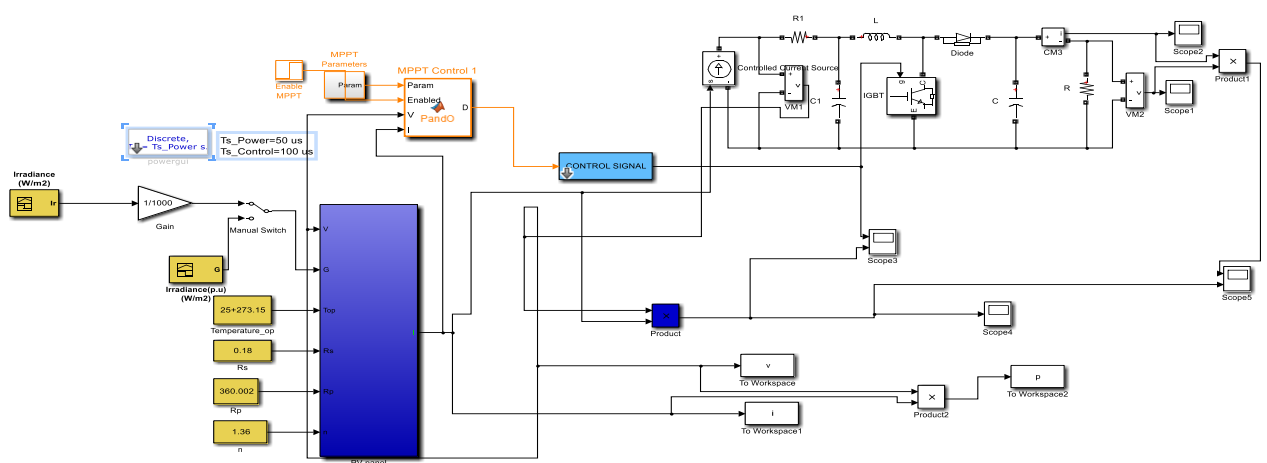 R1
L
Diode
CM3
Scope2
Product1
Controlled Current Source
VM1
C1
IGBT
g
C
E
C
R
VM2
Scope1
MPPT
Parameters
Enable
MPPT
Param
MPPT Control 1
Param
Enabled
V
I
D
PandO
Discrete,
= Ts_Power s.
powergui
Ts_Power=50 us
Ts_Control=100 us
CONTROL SIGNAL
Irradiance
(W/m2)
Ir
1/1000
Gain
Manual Switch
G
Irradiance(p.u)
(W/m2)
25+273.15
Temperature_op
0.18
Rs
360.002
Rp
1.36
n
V
G
Top
Rs
Rp
n
I
PV panel
Scope3
Scope5
Product
Scope4
v
To Workspace
i
To Workspace1
Product2
p
To Workspace2